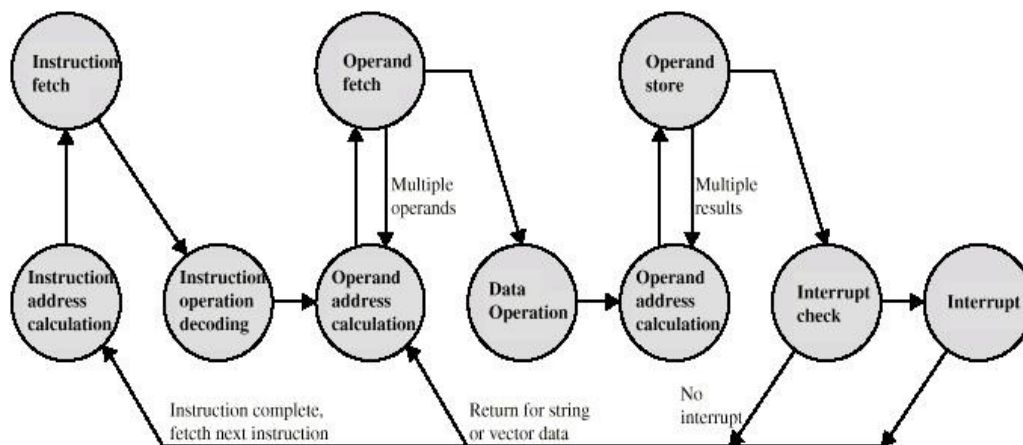 Instruction
fetch
Operand
fetch
Operand
store
Multiple
operands
Multiple
results
Instruction
address
calculation
Instruction
operation
decoding
Operand
address
calculation
Data
Operation
Operand
address
calculation
Interrupt
check
Interrupt
Instruction complete,
fetcth next instruction
Return for string
or vector data
No
interrupt